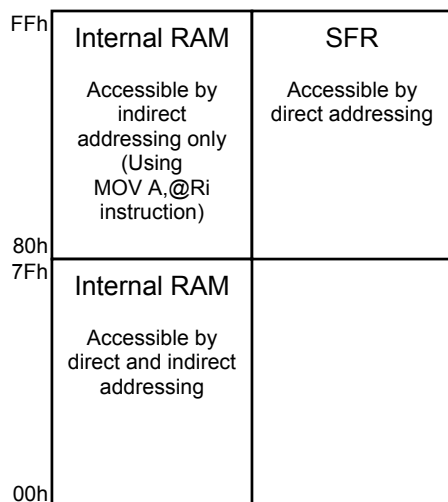 FFh
Internal RAM
Accessible by
indirect
addressing only
(Using
MOV A,@Ri
instruction)
SFR
Accessible by
direct addressing
80h
7Fh
Internal RAM
Accessible by
direct and indirect
addressing
00h